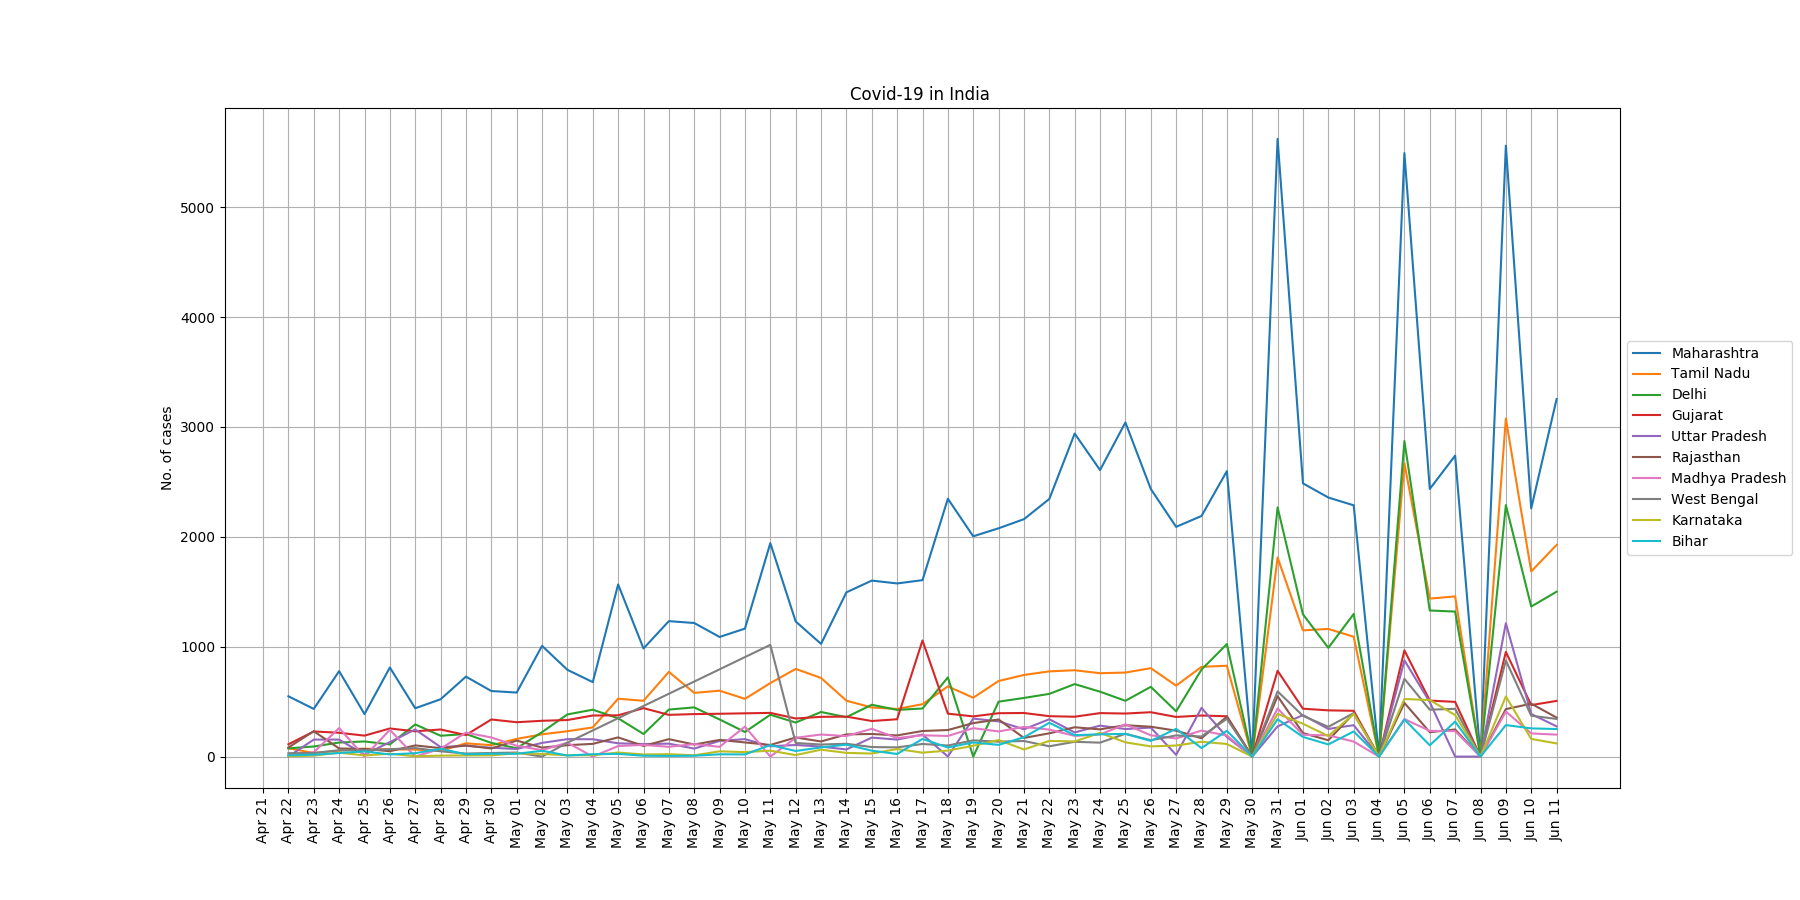 Covid-19 in India
No. of cases
5000
4000
3000
2000
1000
0
Apr 21
Apr 22
Apr 23
Apr 24
Apr 25
Apr 26
Apr 27
Apr 28
Apr 29
Apr 30
May 01
May 02
May 03
May 04
May 05
May 06
May 07
May 08
May 09
May 10
May 11
May 12
May 13
May 14
May 15
May 16
May 17
May 18
May 19
May 20
May 21
May 22
May 23
May 24
May 25
May 26
May 27
May 28
May 29
May 30
May 31
Jun 01
Jun 02
Jun 03
Jun 04
Jun 05
Jun 06
Jun 07
Jun 08
Jun 09
Jun 10
Jun 11
Maharashtra
Tamil Nadu
Delhi
Gujarat
Uttar Pradesh
Rajasthan
Madhya Pradesh
West Bengal
Karnataka
Bihar